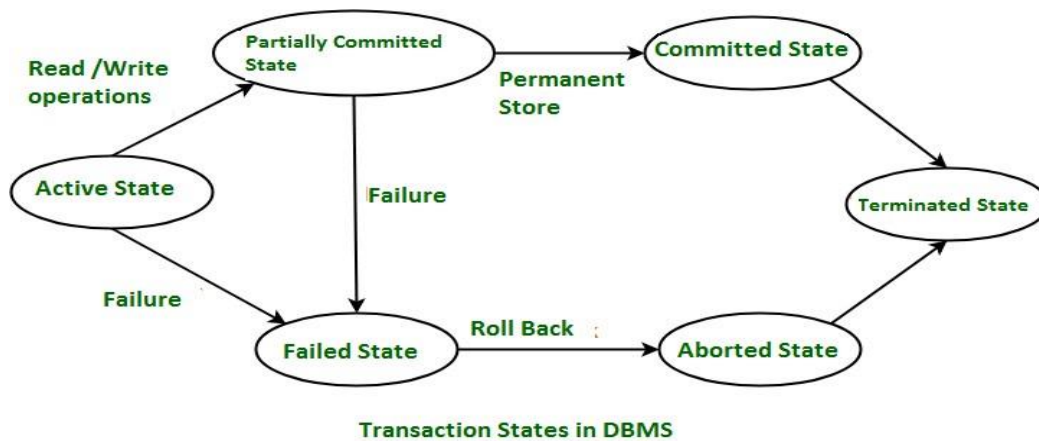 Partially Committed
State
Committed State
Read /Write
operations
Permanent
Store
Active State
Failure
Terminated State
Failure
Roll Back
Failed State
Aborted State
Transaction States in DBMS